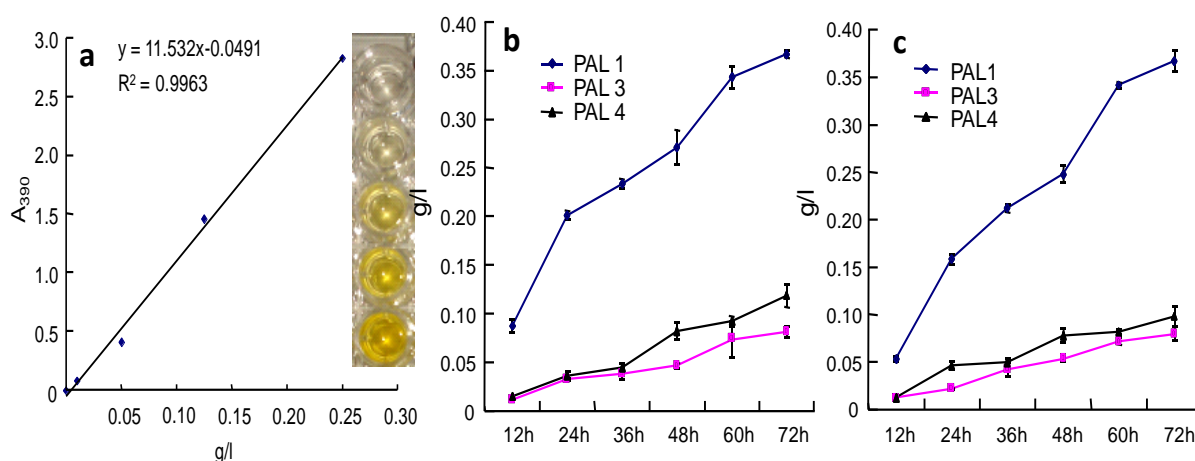 a
y = 11.532x-0.0491
R² = 0.9963
3.0
2.5
2.0
1.5
1.0
0.5
0
A₃₉₀
0.05 0.10 0.15 0.20 0.25 0.30
g/l
b
PAL 1
PAL 3
PAL 4
0.40
0.35
0.30
0.25
0.20
0.15
0.10
0.05
0
g/l
12h 24h 36h 48h 60h 72h
c
PAL1
PAL3
PAL4
0.40
0.35
0.30
0.25
0.20
0.15
0.10
0.05
0
g/l
12h 24h 36h 48h 60h 72h